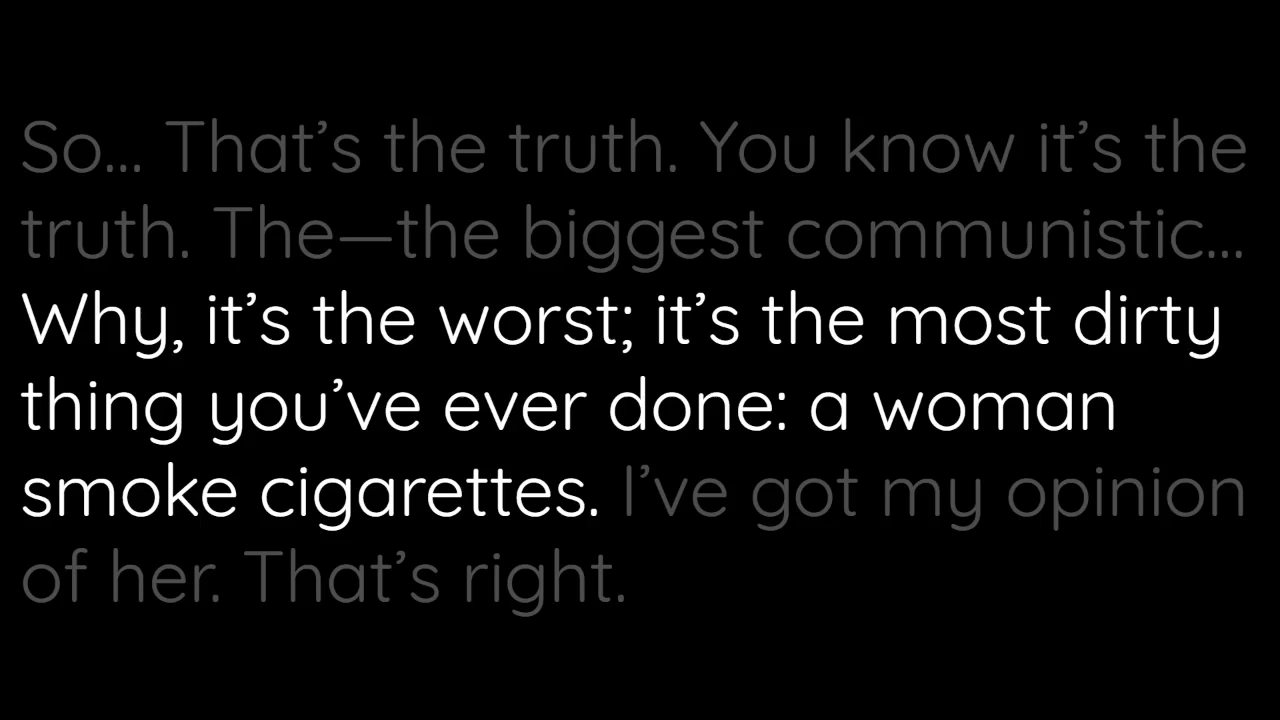 So... That’s the truth. You know it’s the
truth. The—the biggest communistic...
Why, it’s the worst; it’s the most dirty
thing you’ve ever done: a woman
smoke cigarettes. I’ve got my opinion
of her. That’s right.